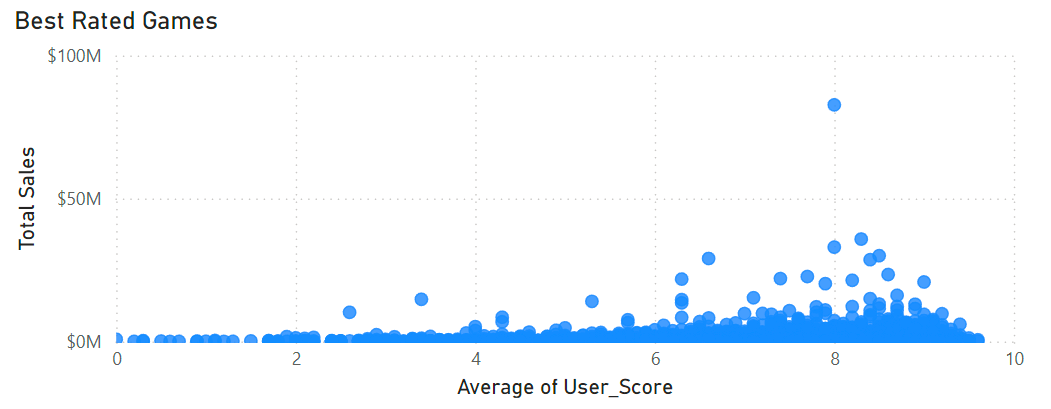 Best Rated Games
$100M
$50M
$0M
Total Sales
0 2 4 6 8 10
Average of User_Score